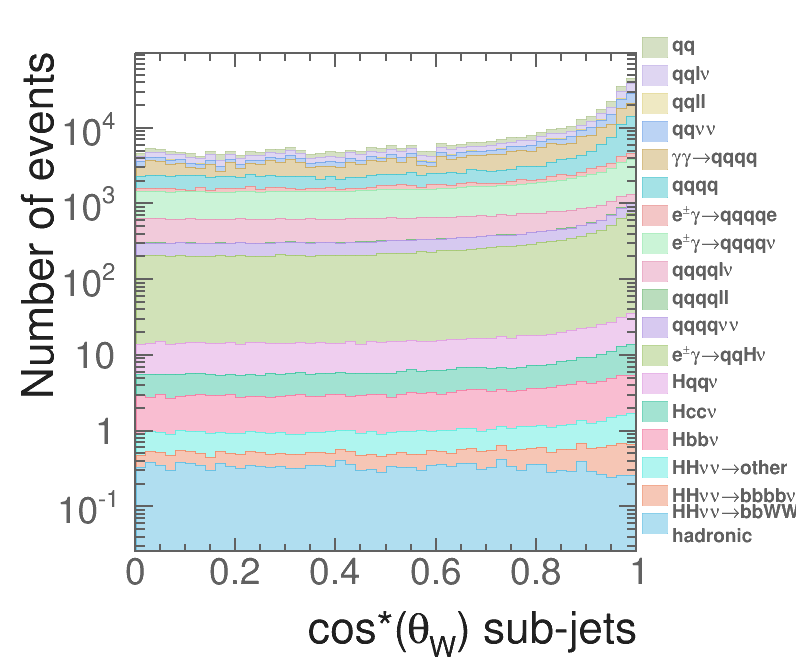 Number of events
10⁴
10³
10²
10
1
10⁻¹
0 0.2 0.4 0.6 0.8 1
cos*(θ_W) sub-jets
qq
qqlν
qqll
qqνν
γγ→qqqq
qqqq
e±γ→qqqqe
e±γ→qqqqν
qqqqlν
qqqqll
qqqqνν
e±γ→qqHν
Hqqν
Hccν
Hbbν
HHνν→other
HHνν→bbbbν
HHνν→bbWW
hadronic